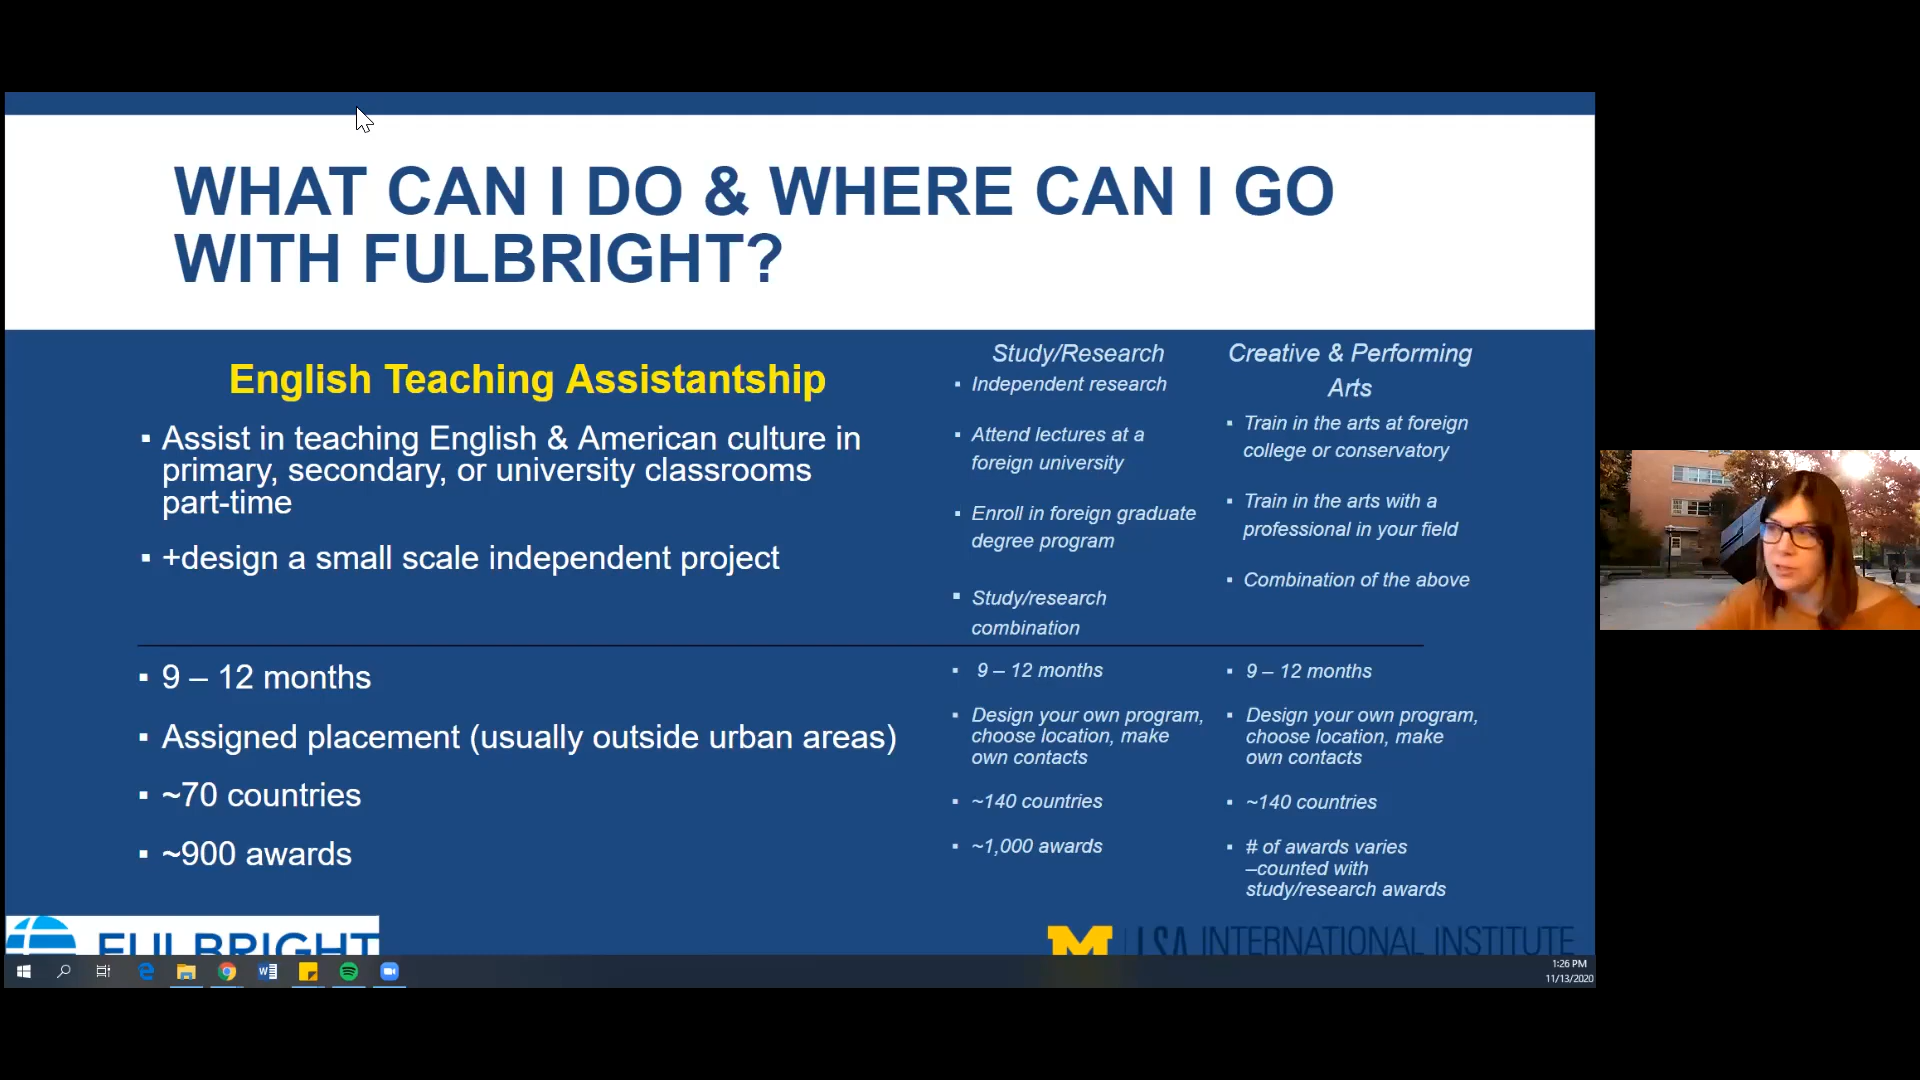 WHAT CAN I DO & WHERE CAN I GO
WITH FULBRIGHT?
English Teaching Assistantship
▪ Assist in teaching English & American culture in
primary, secondary, or university classrooms
part-time
▪ +design a small scale independent project
▪ 9 – 12 months
▪ Assigned placement (usually outside urban areas)
▪ ~70 countries
▪ ~900 awards
Study/Research
▪ Independent research
▪ Attend lectures at a
foreign university
▪ Enroll in foreign graduate
degree program
▪ Study/research
combination
▪ 9 – 12 months
▪ Design your own program,
choose location, make
own contacts
▪ ~140 countries
▪ ~1,000 awards
Creative & Performing
Arts
▪ Train in the arts at foreign
college or conservatory
▪ Train in the arts with a
professional in your field
▪ Combination of the above
▪ 9 – 12 months
▪ Design your own program,
choose location, make
own contacts
▪ ~140 countries
▪ # of awards varies
–counted with
study/research awards
FULBRIGHT
M LSA INTERNATIONAL INSTITUTE
1:26 PM
11/13/2020